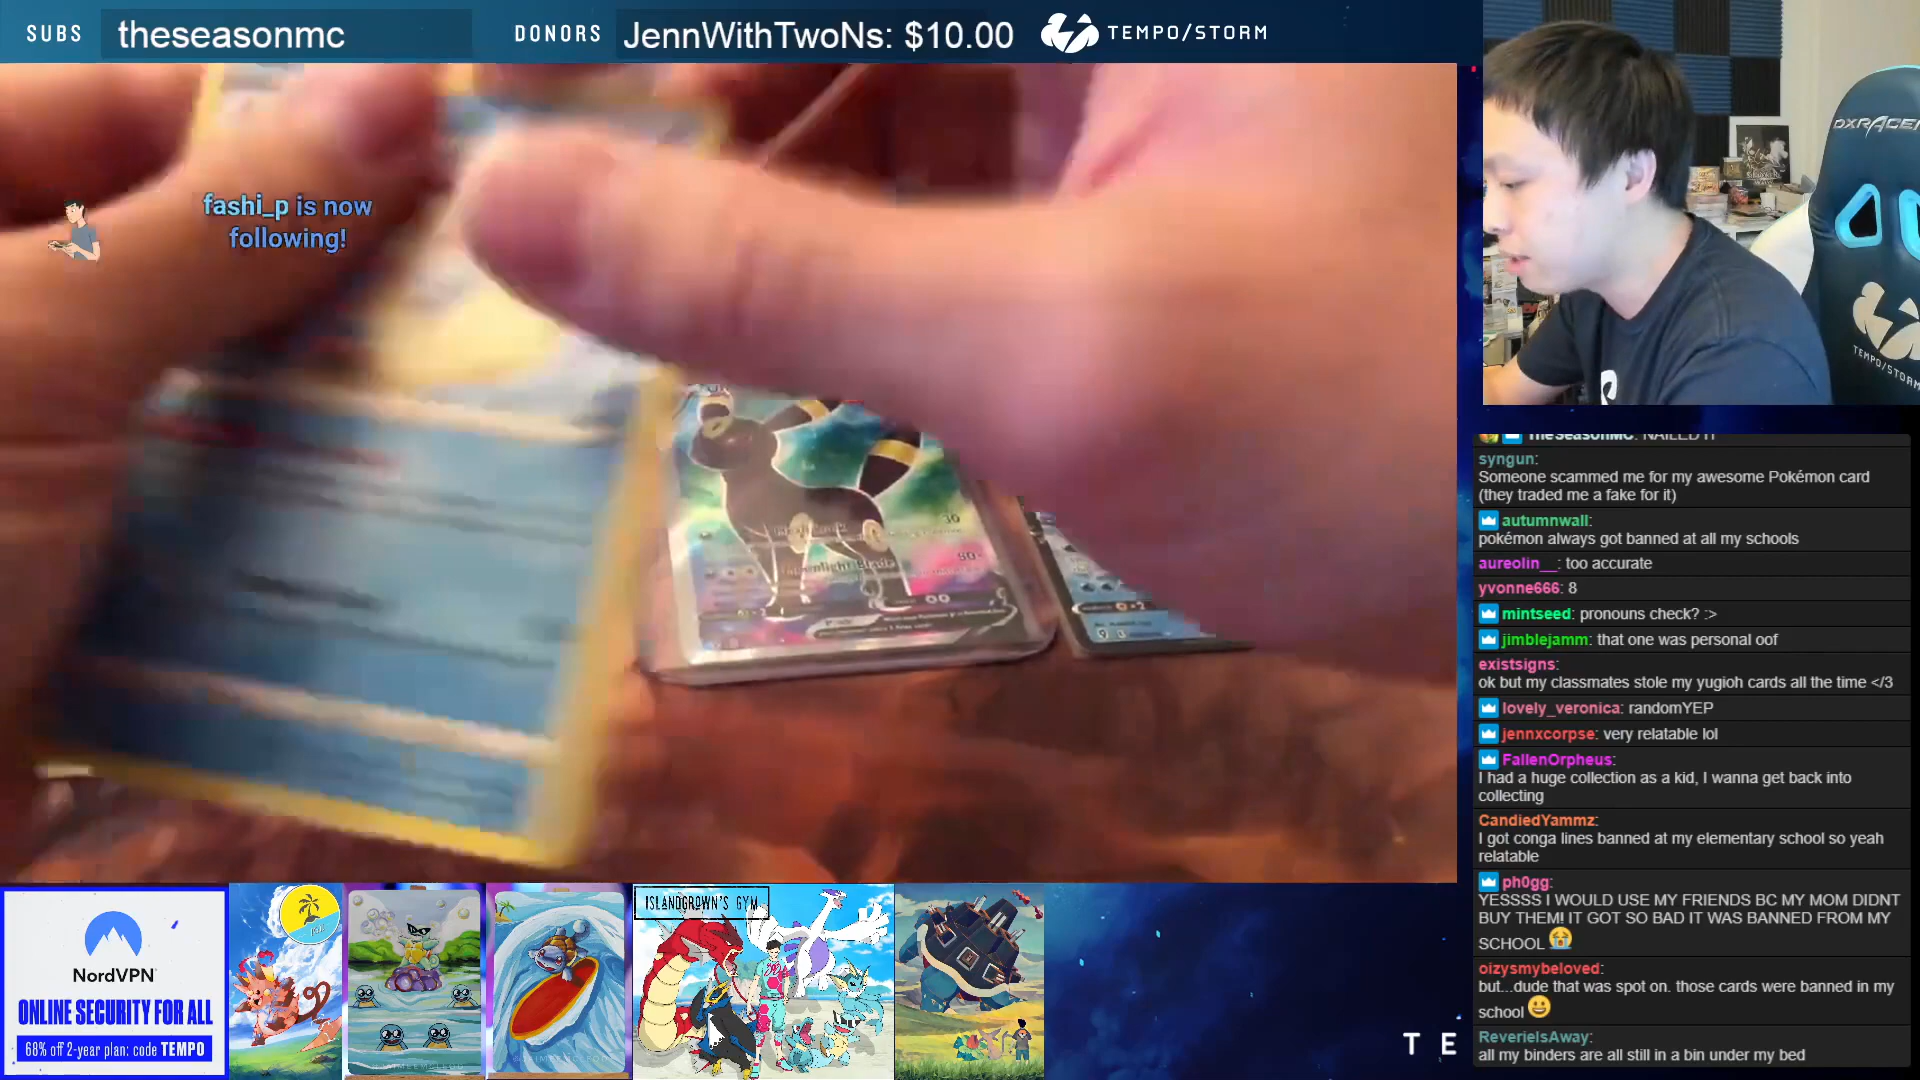 SUBS theseasonmc DONORS JennWithTwoNs: $10.00 TEMPO/STORM
fashi_p is now
following!
30
DXRACER
TEMPO/STORM
TheSeasonMC: NAILED IT
syngun:
Someone scammed me for my awesome Pokémon card
(they traded me a fake for it)
autumnwall:
pokémon always got banned at all my schools
aureolin__: too accurate
yvonne666: 8
mintseed: pronouns check? :>
jimblejamm: that one was personal oof
existsigns:
ok but my classmates stole my yugioh cards all the time </3
lovely_veronica: randomYEP
jennxcorpse: very relatable lol
FallenOrpheus:
I had a huge collection as a kid, I wanna get back into
collecting
CandiedYammz:
I got conga lines banned at my elementary school so yeah
relatable
ph0gg:
YESSSS I WOULD USE MY FRIENDS BC MY MOM DIDNT
BUY THEM! IT GOT SO BAD IT WAS BANNED FROM MY
SCHOOL
oizysmybeloved:
but...dude that was spot on. those cards were banned in my
school
ReverieIsAway:
all my binders are all still in a bin under my bed
NordVPN
ONLINE SECURITY FOR ALL
68% off 2-year plan: code TEMPO
ISLANDGROWN'S GYM
T E